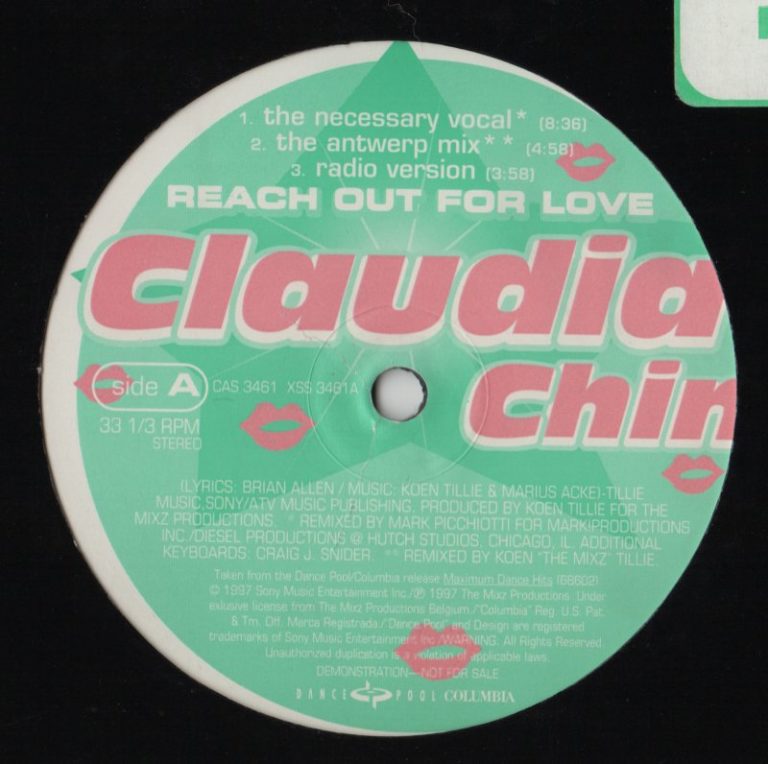 1. the necessary vocal* (8:36)
2. the antwerp mix** (4:58)
3. radio version (3:58)
REACH OUT FOR LOVE
Claudia
Chin
side A CAS 3461 XSS 3461A
33 1/3 RPM
STEREO
(LYRICS: BRIAN ALLEN / MUSIC: KOEN TILLIE & MARIUS ACKE)-TILLIE
MUSIC,SONY/ATV MUSIC PUBLISHING. PRODUCED BY KOEN TILLIE FOR THE
MIXZ PRODUCTIONS. * REMIXED BY MARK PICCHIOTTI FOR MARK!PRODUCTIONS
INC./DIESEL PRODUCTIONS @ HUTCH STUDIOS, CHICAGO, IL. ADDITIONAL
KEYBOARDS: CRAIG J. SNIDER. ** REMIXED BY KOEN "THE MIXZ" TILLIE.
Taken from the Dance Pool/Columbia release Maximum Dance Hits (68602)
© 1997 Sony Music Entertainment Inc./℗ 1997 The Mixz Productions. Under
exlusive license from The Mixz Productions Belgium./"Columbia" Reg. U.S. Pat.
& Tm. Off. Marca Registrada./"Dance Pool" and Design are registered
trademarks of Sony Music Entertainment Inc./WARNING. All Rights Reserved.
Unauthorized duplication is a violation of applicable laws.
DEMONSTRATION—NOT FOR SALE
DANCE POOL COLUMBIA